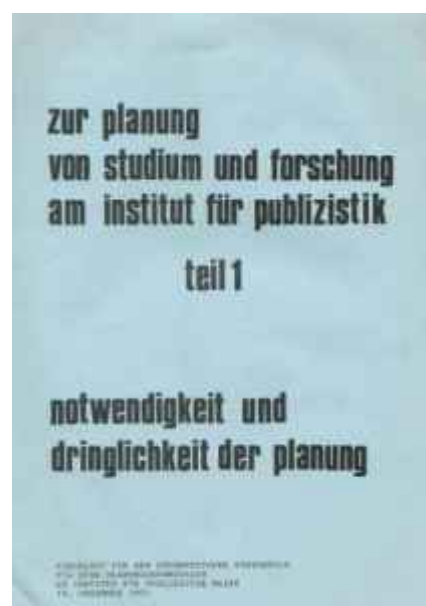 zur planung
von studium und forschung
am institut für publizistik
teil 1
notwendigkeit und
dringlichkeit der planung